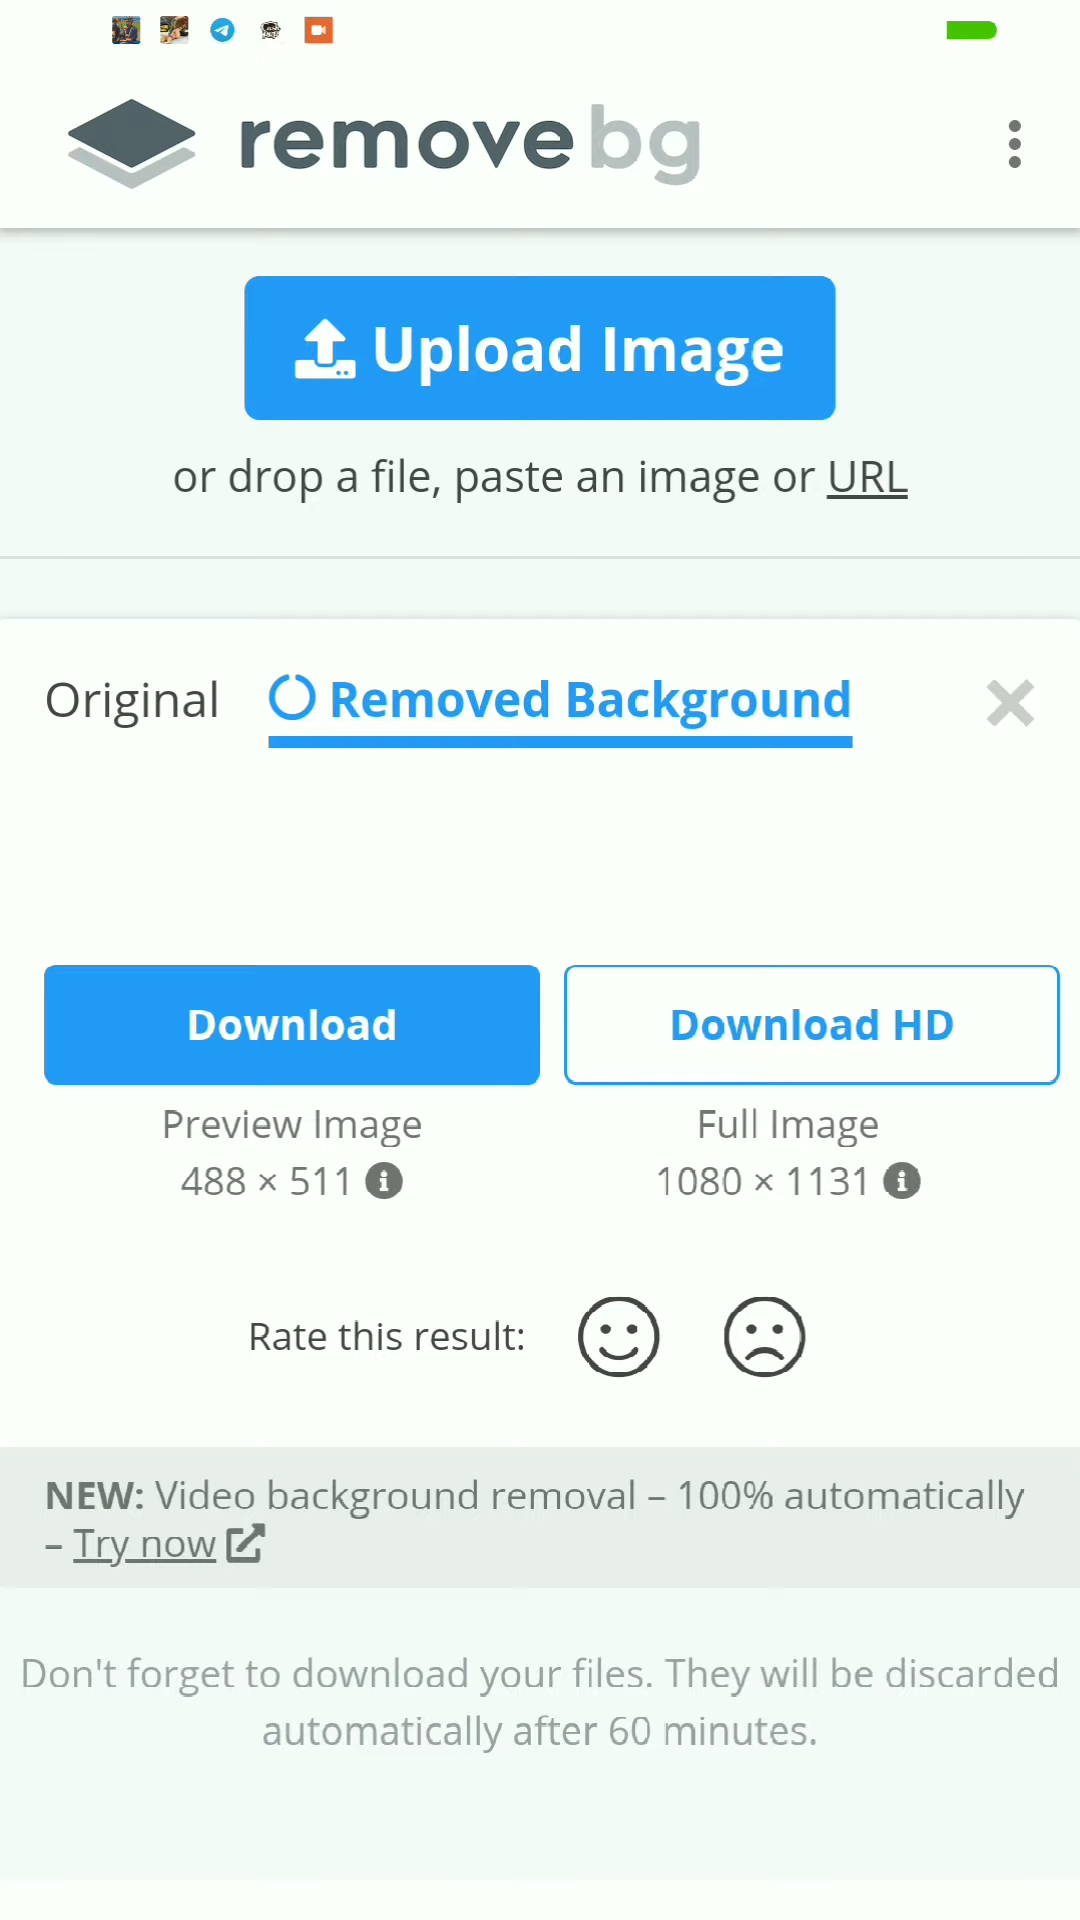 removebg
Upload Image
or drop a file, paste an image or URL
Original Removed Background
Download Download HD
Preview Image Full Image
488 × 511 1080 × 1131
Rate this result:
NEW: Video background removal – 100% automatically
– Try now
Don't forget to download your files. They will be discarded
automatically after 60 minutes.